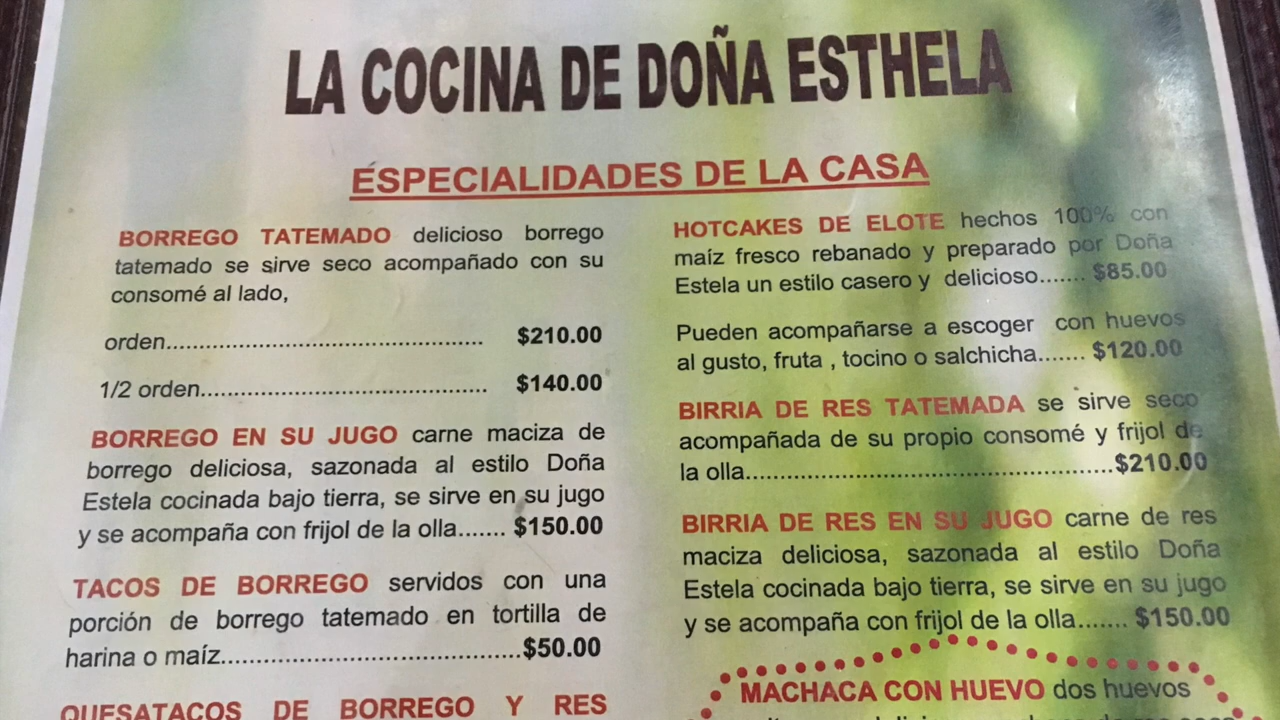 LA COCINA DE DOÑA ESTHELA
ESPECIALIDADES DE LA CASA
BORREGO TATEMADO delicioso borrego
tatemado se sirve seco acompañado con su
consomé al lado,
orden................................................ $210.00
1/2 orden............................................ $140.00
BORREGO EN SU JUGO carne maciza de
borrego deliciosa, sazonada al estilo Doña
Estela cocinada bajo tierra, se sirve en su jugo
y se acompaña con frijol de la olla....... $150.00
TACOS DE BORREGO servidos con una
porción de borrego tatemado en tortilla de
harina o maíz..............................................$50.00
QUESATACOS DE BORREGO Y RES
HOTCAKES DE ELOTE hechos 100% con
maíz fresco rebanado y preparado por Doña
Estela un estilo casero y delicioso....... $85.00
Pueden acompañarse a escoger con huevos
al gusto, fruta , tocino o salchicha....... $120.00
BIRRIA DE RES TATEMADA se sirve seco
acompañada de su propio consomé y frijol de
la olla.......................................................$210.00
BIRRIA DE RES EN SU JUGO carne de res
maciza deliciosa, sazonada al estilo Doña
Estela cocinada bajo tierra, se sirve en su jugo
y se acompaña con frijol de la olla....... $150.00
MACHACA CON HUEVO dos huevos